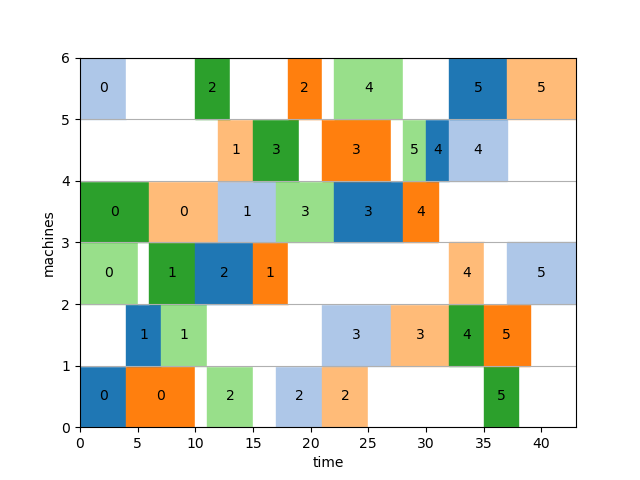 6
0 2 2 4 5 5
5
1 3 3 5 4 4
4
0 0 1 3 3 4
3
0 1 2 1 4 5
2
1 1 3 3 4 5
1
0 0 2 2 2 5
0
0 5 10 15 20 25 30 35 40
time
machines